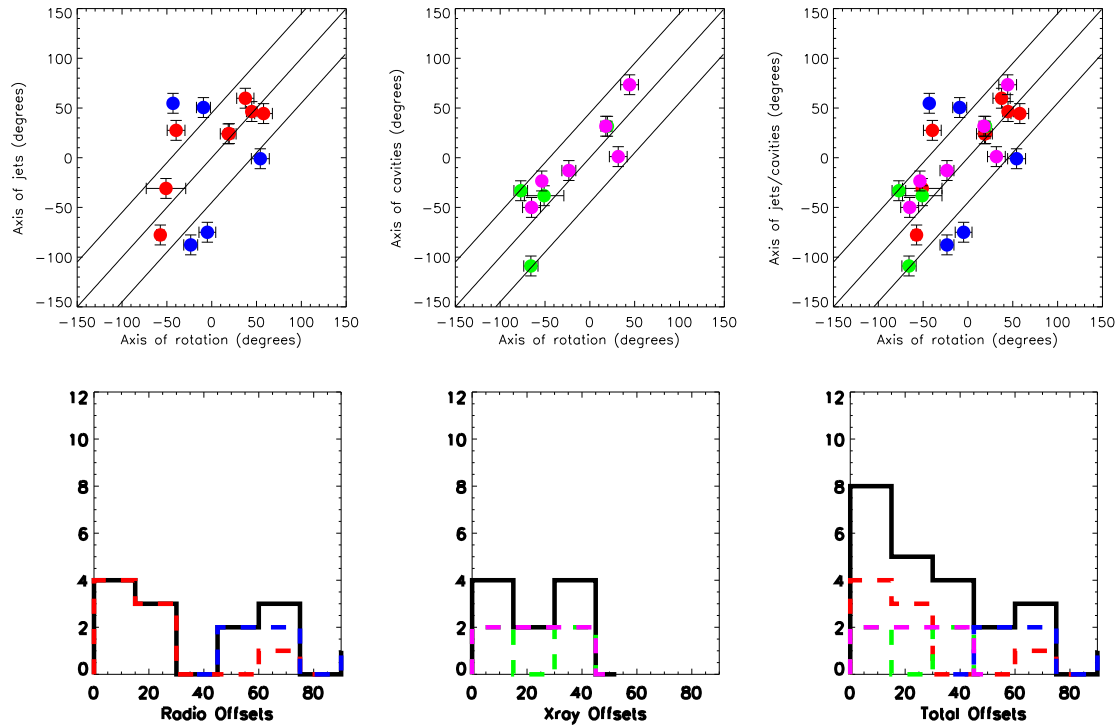 150
100
50
0
−50
−100
−150
Axis of jets (degrees)
−150 −100 −50 0 50 100 150
Axis of rotation (degrees)
150
100
50
0
−50
−100
−150
Axis of cavities (degrees)
−150 −100 −50 0 50 100 150
Axis of rotation (degrees)
150
100
50
0
−50
−100
−150
Axis of jets/cavities (degrees)
−150 −100 −50 0 50 100 150
Axis of rotation (degrees)
12
10
8
6
4
2
0
0 20 40 60 80
Radio Offsets
12
10
8
6
4
2
0
0 20 40 60 80
Xray Offsets
12
10
8
6
4
2
0
0 20 40 60 80
Total Offsets